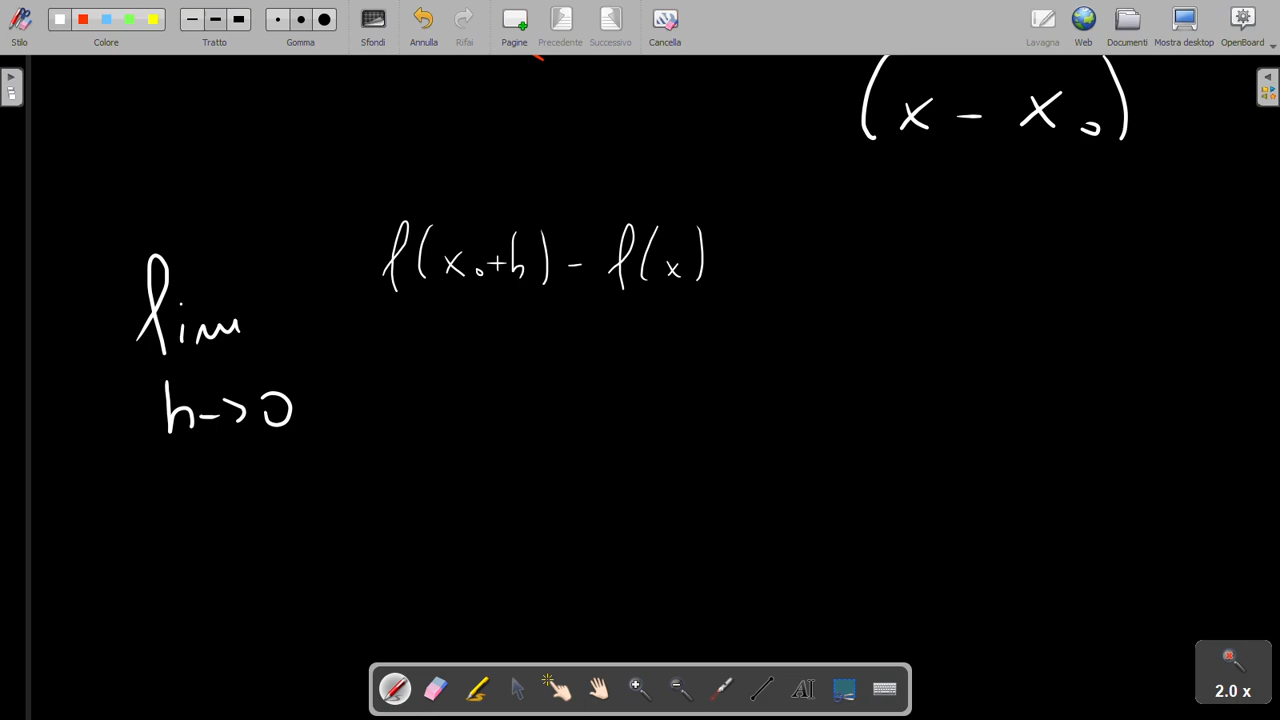 Stilo Colore Tratto Gomma Sfondi Annulla Rifai Pagine Precedente Successivo Cancella Lavagna Web Documenti Mostra desktop OpenBoard
(x - x₀)
f(x₀+h) - f(x)
lim
h->0
AI
2.0 x